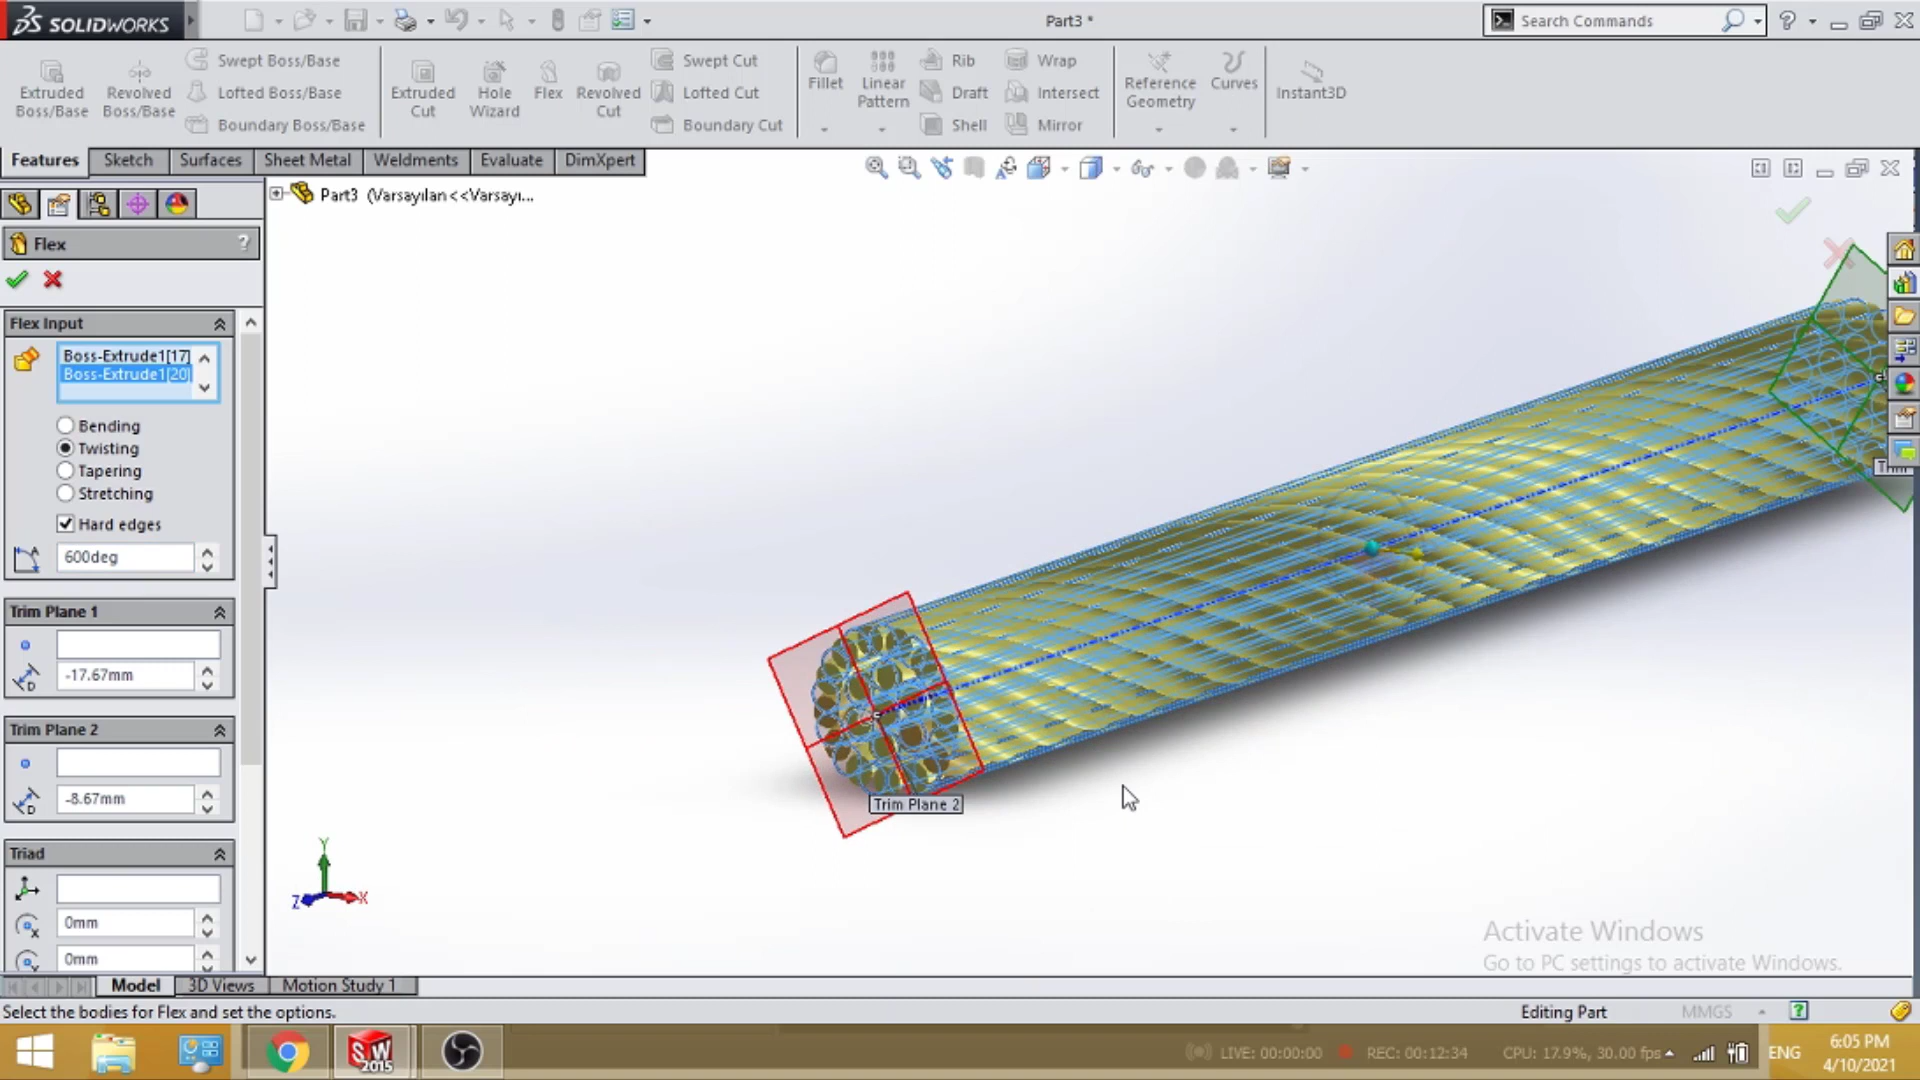 SOLIDWORKS
Part3 *
Search Commands
Extruded Boss/Base
Revolved Boss/Base
Swept Boss/Base
Lofted Boss/Base
Boundary Boss/Base
Extruded Cut
Hole Wizard
Flex
Revolved Cut
Swept Cut
Lofted Cut
Boundary Cut
Fillet
Linear Pattern
Rib
Draft
Shell
Wrap
Intersect
Mirror
Reference Geometry
Curves
Instant3D
Features
Sketch
Surfaces
Sheet Metal
Weldments
Evaluate
DimXpert
Part3 (Varsayılan<<Varsayı...
Flex
?
Flex Input
Boss-Extrude1[17]
Boss-Extrude1[20]
Bending
Twisting
Tapering
Stretching
Hard edges
600deg
Trim Plane 1
-17.67mm
Trim Plane 2
-8.67mm
Triad
0mm
0mm
Trim Plane 2
Y
Z
X
Activate Windows
Go to PC settings to activate Windows.
Model
3D Views
Motion Study 1
Select the bodies for Flex and set the options.
Editing Part
MMGS
SW 2015
LIVE: 00:00:00
REC: 00:12:34
CPU: 17.9%, 30.00 fps
ENG
6:05 PM
4/10/2021